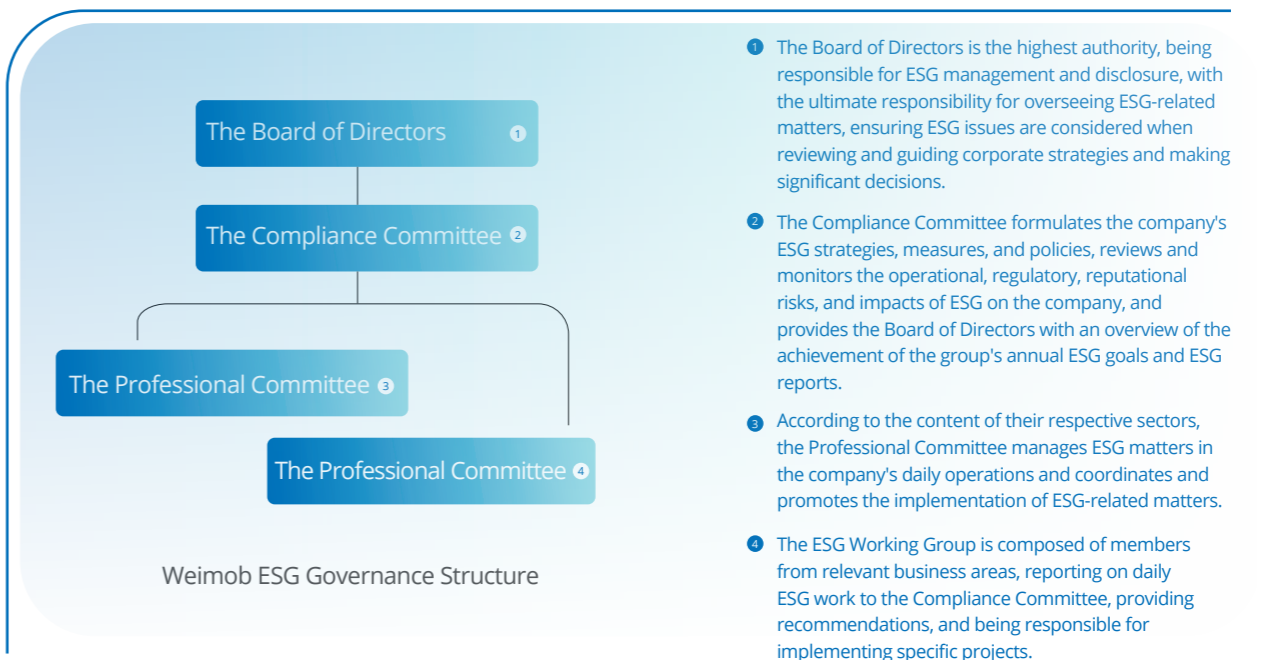 The Board of Directors 1
The Compliance Committee 2
The Professional Committee 3
The Professional Committee 4
Weimob ESG Governance Structure
1 The Board of Directors is the highest authority, being
responsible for ESG management and disclosure, with
the ultimate responsibility for overseeing ESG-related
matters, ensuring ESG issues are considered when
reviewing and guiding corporate strategies and making
significant decisions.
2 The Compliance Committee formulates the company's
ESG strategies, measures, and policies, reviews and
monitors the operational, regulatory, reputational
risks, and impacts of ESG on the company, and
provides the Board of Directors with an overview of the
achievement of the group's annual ESG goals and ESG
reports.
3 According to the content of their respective sectors,
the Professional Committee manages ESG matters in
the company's daily operations and coordinates and
promotes the implementation of ESG-related matters.
4 The ESG Working Group is composed of members
from relevant business areas, reporting on daily
ESG work to the Compliance Committee, providing
recommendations, and being responsible for
implementing specific projects.